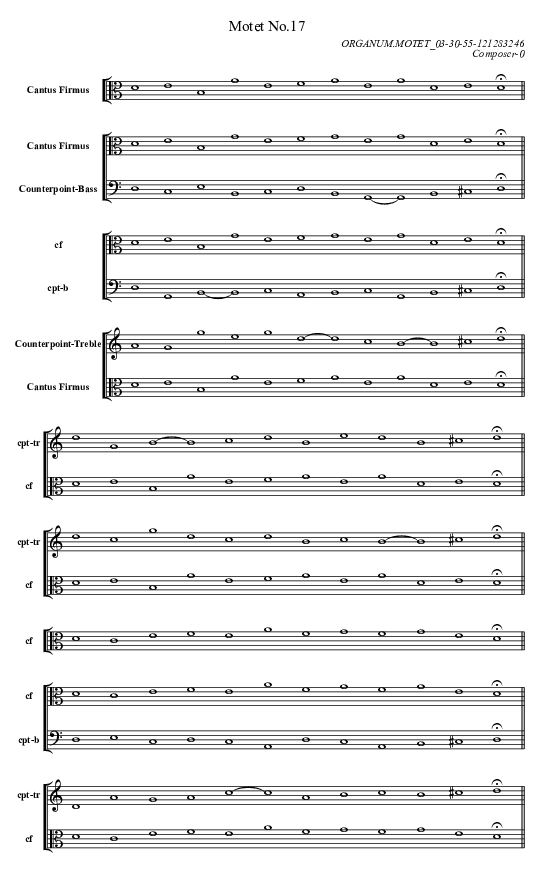 Motet No.17
ORGANUM.MOTET_03-30-55-121283246
Composer-0
Cantus Firmus
Cantus Firmus
Counterpoint-Bass
cf
cpt-b
Counterpoint-Treble
Cantus Firmus
cpt-tr
cf
cpt-tr
cf
cf
cf
cpt-b
cpt-tr
cf